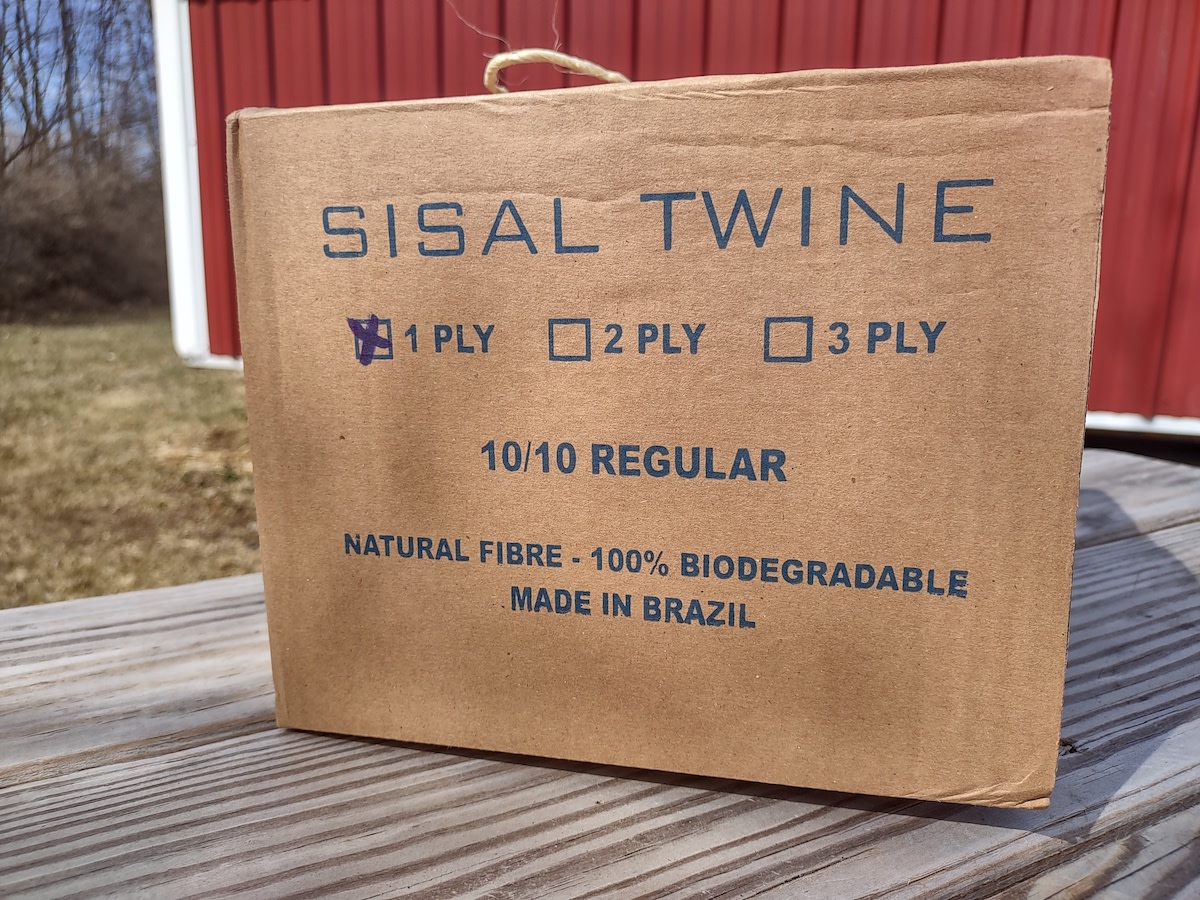 SISAL TWINE
1 PLY 2 PLY 3 PLY
10/10 REGULAR
NATURAL FIBRE - 100% BIODEGRADABLE
MADE IN BRAZIL